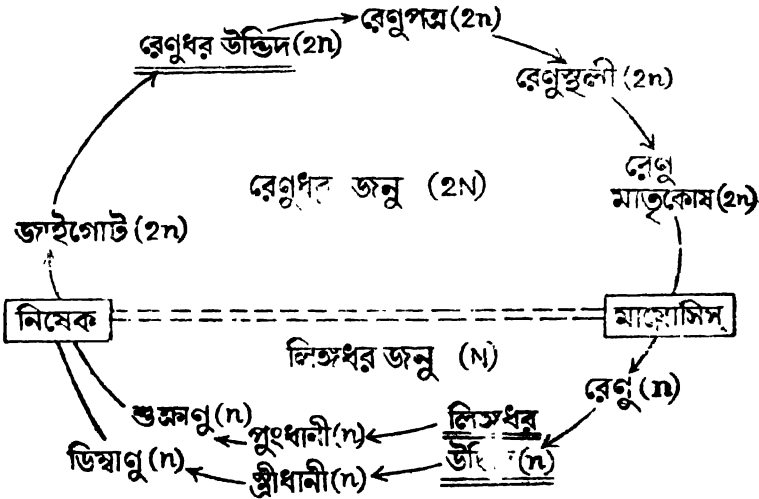 রেণুধর উদ্ভিদ (2n)
রেণুপত্র (2n)
রেণুস্থলী (2n)
রেণু
মাতৃকোষ (2n)
রেণুধর জনু (2N)
জাইগোট (2n)
নিষেক
মায়োসিস্
লিঙ্গধর জনু (N)
রেণু (n)
লিঙ্গধর
(n)
পুংধানী (n)
শুক্রাণু (n)
স্ত্রীধানী (n)
ডিম্বাণু (n)